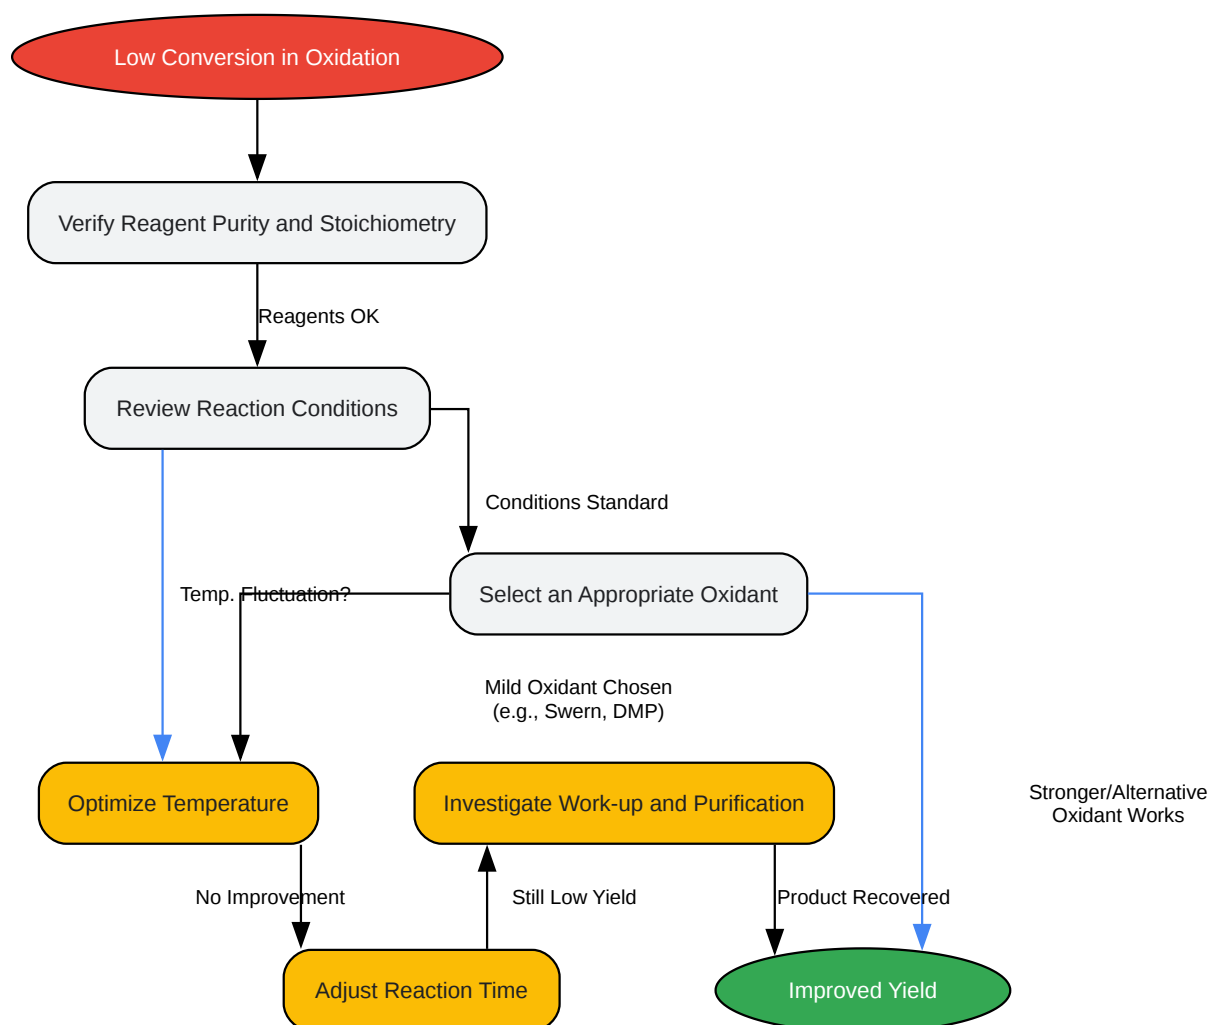 Low Conversion in Oxidation
Verify Reagent Purity and Stoichiometry
Reagents OK
Review Reaction Conditions
Conditions Standard
Temp. Fluctuation?
Select an Appropriate Oxidant
Mild Oxidant Chosen
(e.g., Swern, DMP)
Optimize Temperature
Investigate Work-up and Purification
Stronger/Alternative
Oxidant Works
No Improvement
Still Low Yield
Product Recovered
Adjust Reaction Time
Improved Yield